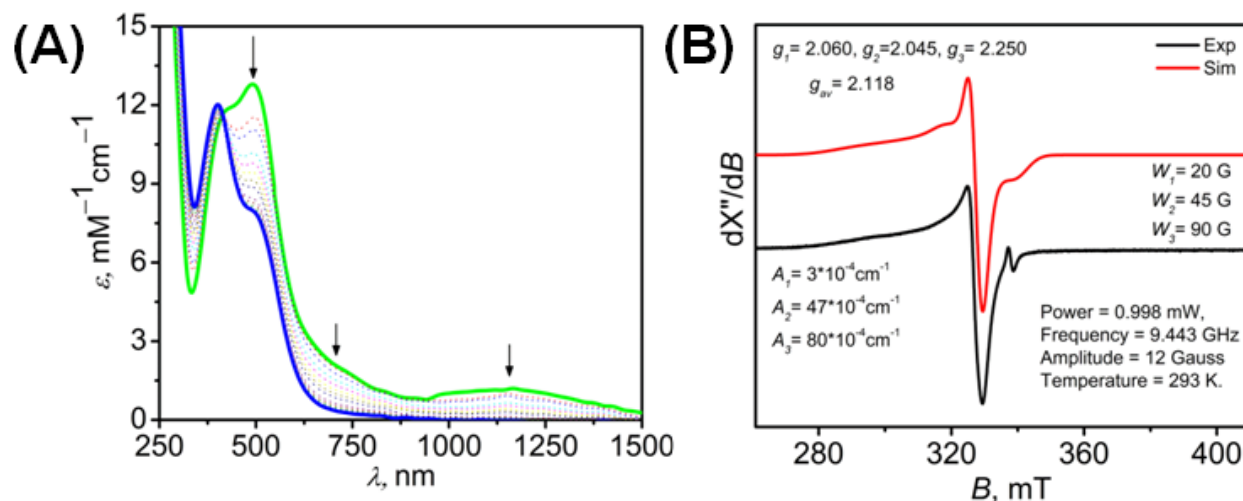 (A)
15
12
9
6
3
0
ε, mM⁻¹cm⁻¹
250 500 750 1000 1250 1500
λ, nm
(B)
g₁= 2.060, g₂=2.045, g₃= 2.250
gₐᵥ = 2.118
Exp
Sim
dX"/dB
W₁= 20 G
W₂= 45 G
W₃= 90 G
A₁= 3*10⁻⁴cm⁻¹
A₂= 47*10⁻⁴cm⁻¹
A₃= 80*10⁻⁴cm⁻¹
Power = 0.998 mW,
Frequency = 9.443 GHz
Amplitude = 12 Gauss
Temperature = 293 K.
280 320 360 400
B, mT